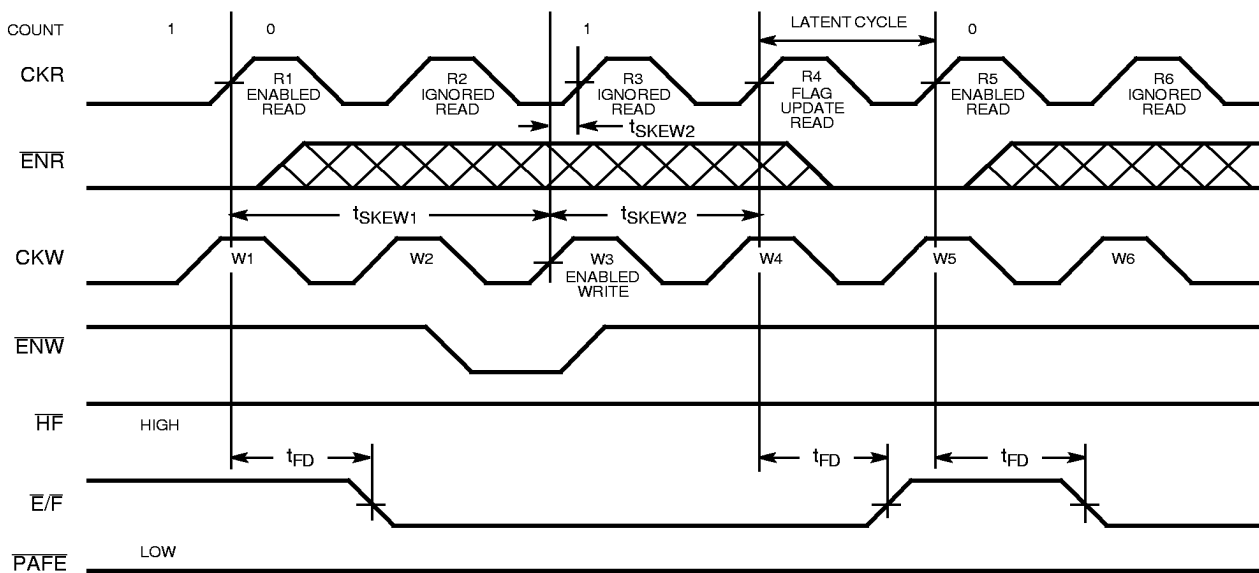 COUNT 1 0 1 LATENT CYCLE 0
CKR
R1 ENABLED READ
R2 IGNORED READ
R3 IGNORED READ
R4 FLAG UPDATE READ
R5 ENABLED READ
R6 IGNORED READ
tSKEW2
ENR
tSKEW1 tSKEW2
CKW
W1
W2
W3 ENABLED WRITE
W4
W5
W6
ENW
HF HIGH
tFD tFD tFD
E/F
PAFE LOW